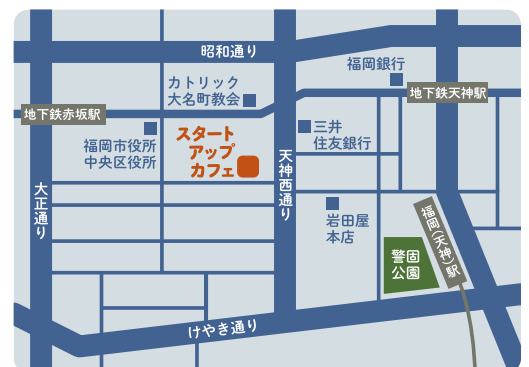 昭和通り
福岡銀行
カトリック
大名町教会
地下鉄天神駅
地下鉄赤坂駅
三井
住友銀行
スタート
アップ
カフェ
福岡市役所
中央区役所
天神西通り
大正通り
岩田屋
本店
福岡(天神)駅
警固
公園
けやき通り